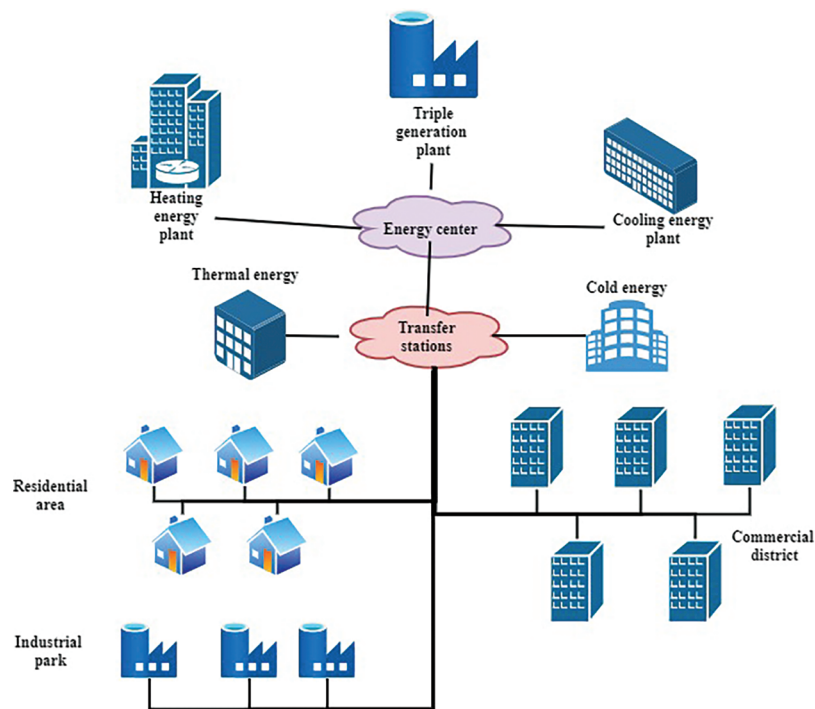 Triple
generation
plant
Heating
energy
plant
Energy center
Cooling energy
plant
Thermal energy
Cold energy
Transfer
stations
Residential
area
Commercial
district
Industrial
park